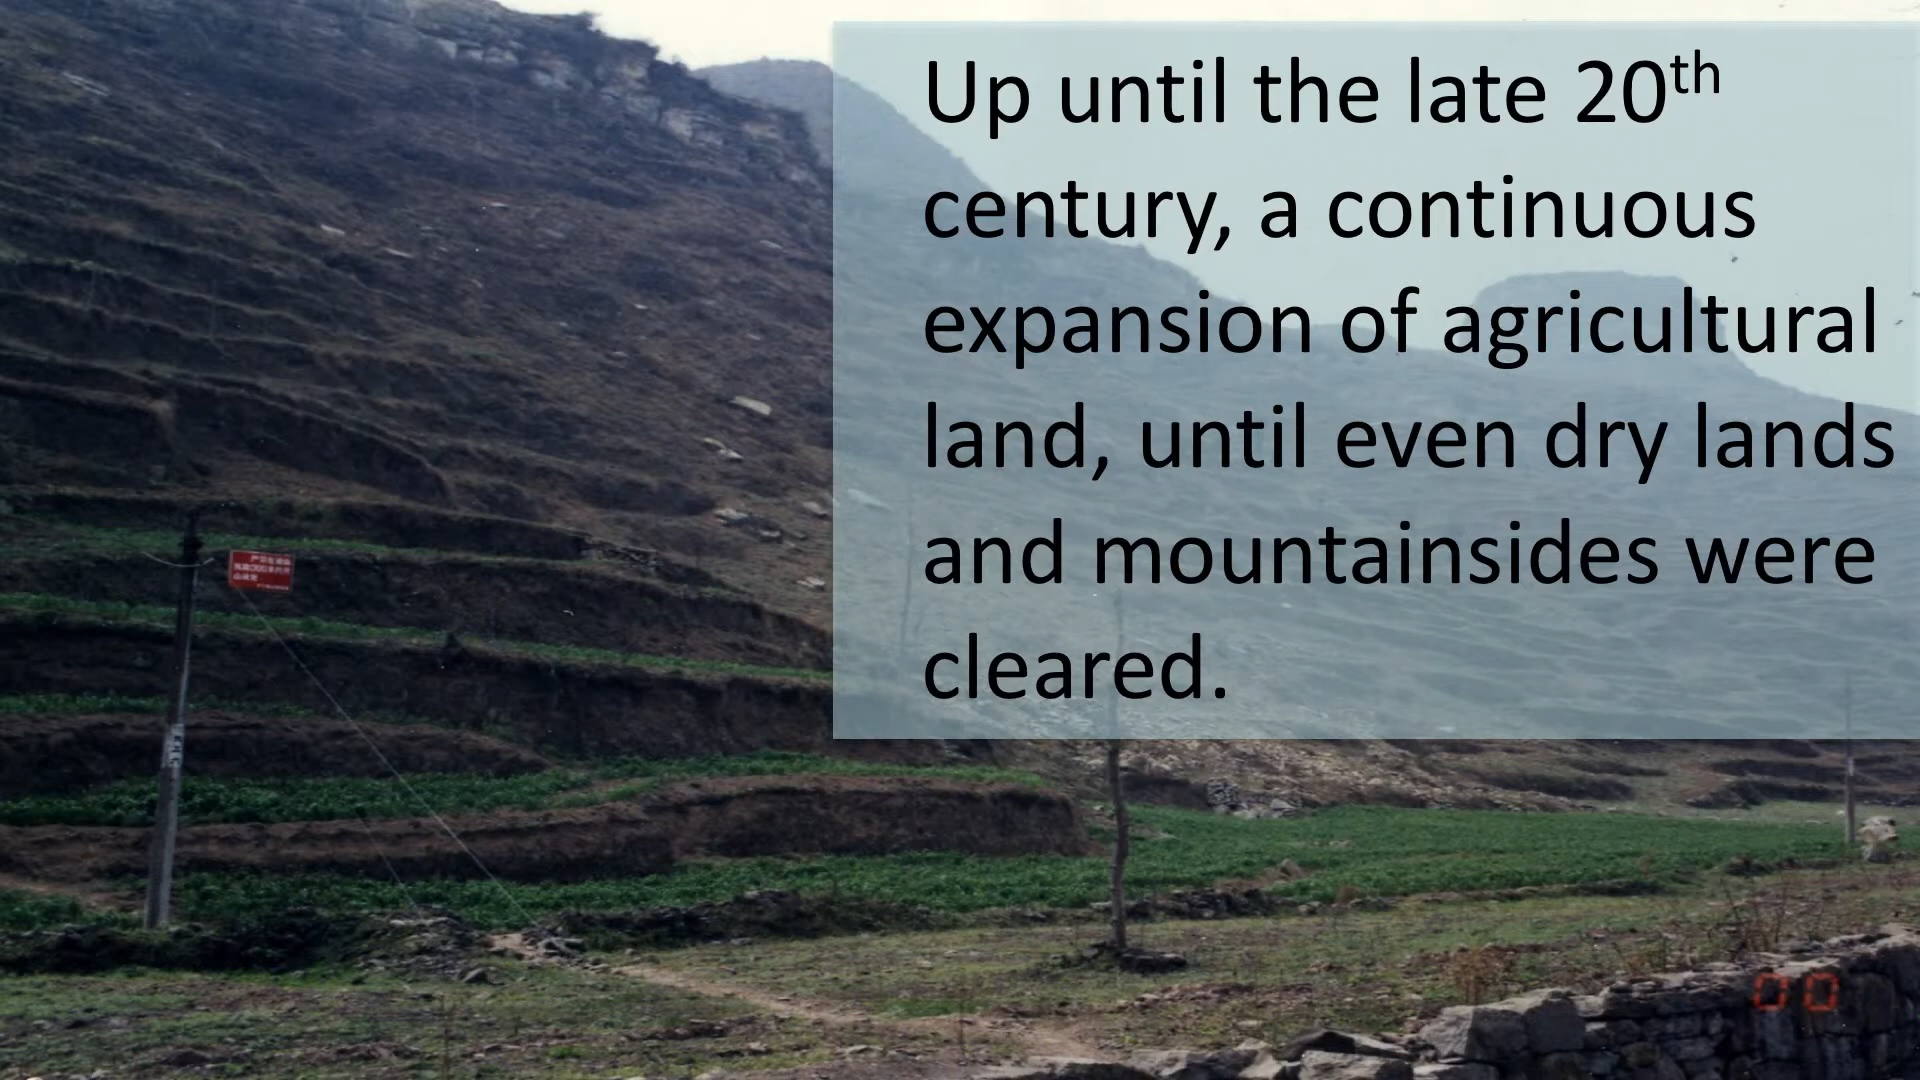 Up until the late 20th
century, a continuous
expansion of agricultural
land, until even dry lands
and mountainsides were
cleared.
00